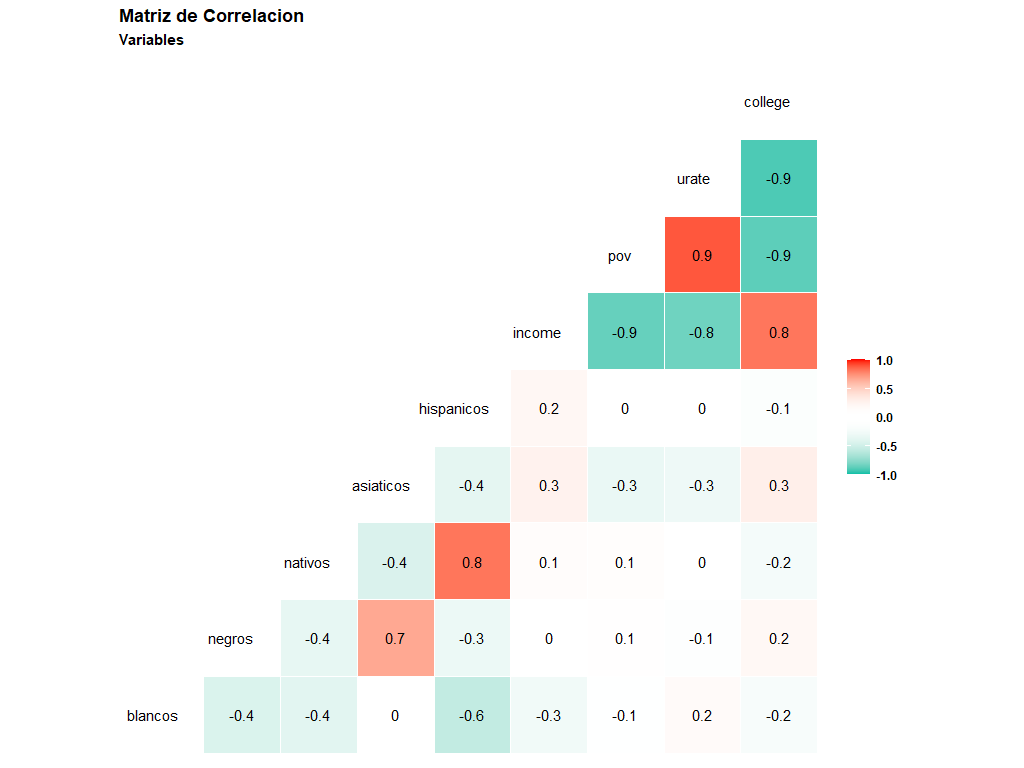 Matriz de Correlacion
Variables
college
urate -0.9
pov 0.9 -0.9
income -0.9 -0.8 0.8
hispanicos 0.2 0 0 -0.1
asiaticos -0.4 0.3 -0.3 -0.3 0.3
nativos -0.4 0.8 0.1 0.1 0 -0.2
negros -0.4 0.7 -0.3 0 0.1 -0.1 0.2
blancos -0.4 -0.4 0 -0.6 -0.3 -0.1 0.2 -0.2
1.0
0.5
0.0
-0.5
-1.0